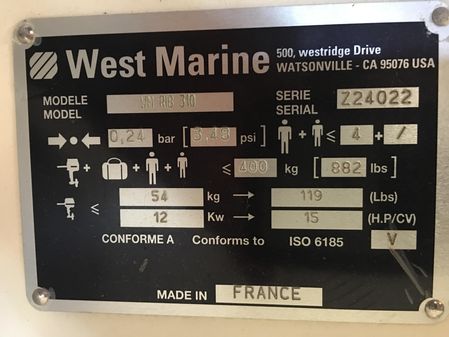 West Marine 500, westridge Drive
WATSONVILLE - CA 95076 USA
MODELE
MODEL
WM RIB 310
SERIE
SERIAL
Z24022
0,24 bar [3.48 psi]
+ ≤ 4 + /
+ + + ≤ 400 kg [882 lbs]
≤ 54 kg → 119 (Lbs)
12 Kw → 15 (H.P/CV)
CONFORME A Conforms to ISO 6185 V
MADE IN FRANCE